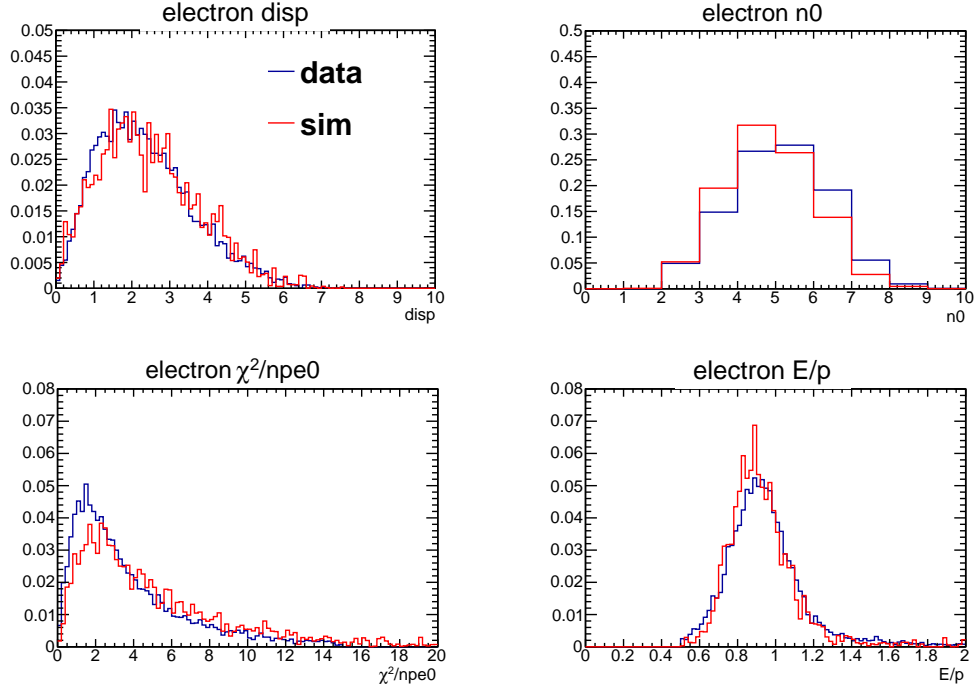 electron disp
0.05
0.045
0.04
0.035
0.03
0.025
0.02
0.015
0.01
0.005
0
0 1 2 3 4 5 6 7 8 9 10
disp
data
sim
electron n0
0.5
0.45
0.4
0.35
0.3
0.25
0.2
0.15
0.1
0.05
0
0 1 2 3 4 5 6 7 8 9 10
n0
electron χ²/npe0
0.08
0.07
0.06
0.05
0.04
0.03
0.02
0.01
0
0 2 4 6 8 10 12 14 16 18 20
χ²/npe0
electron E/p
0.08
0.07
0.06
0.05
0.04
0.03
0.02
0.01
0
0 0.2 0.4 0.6 0.8 1 1.2 1.4 1.6 1.8 2
E/p